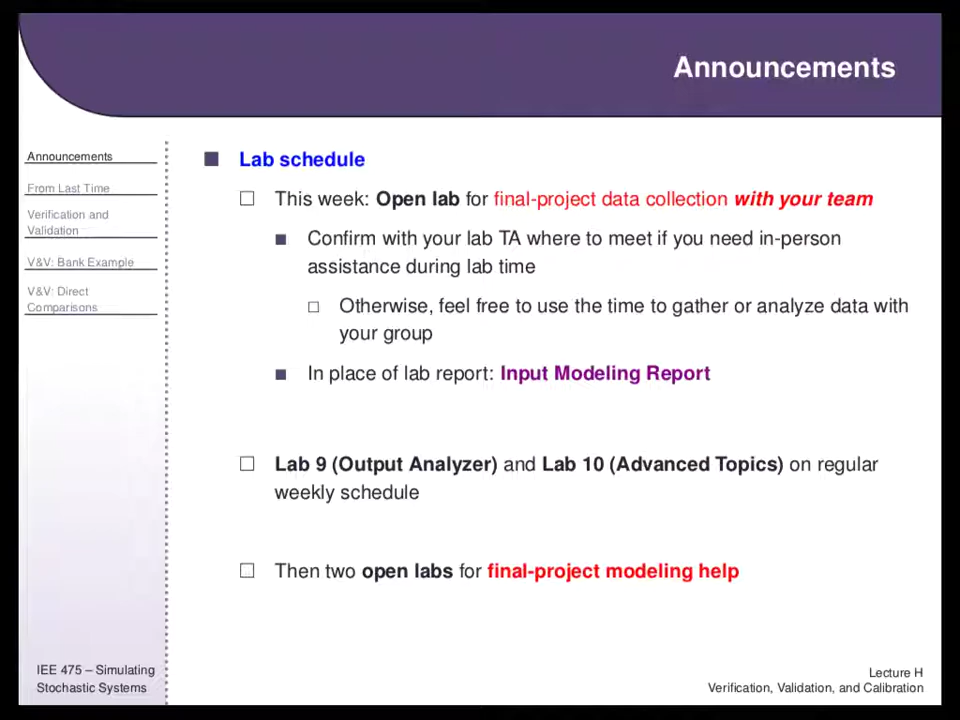 Announcements
Announcements
From Last Time
Verification and
Validation
V&V: Bank Example
V&V: Direct
Comparisons
Lab schedule
This week: Open lab for final-project data collection with your team
Confirm with your lab TA where to meet if you need in-person
assistance during lab time
Otherwise, feel free to use the time to gather or analyze data with
your group
In place of lab report: Input Modeling Report
Lab 9 (Output Analyzer) and Lab 10 (Advanced Topics) on regular
weekly schedule
Then two open labs for final-project modeling help
IEE 475 – Simulating
Stochastic Systems
Lecture H
Verification, Validation, and Calibration